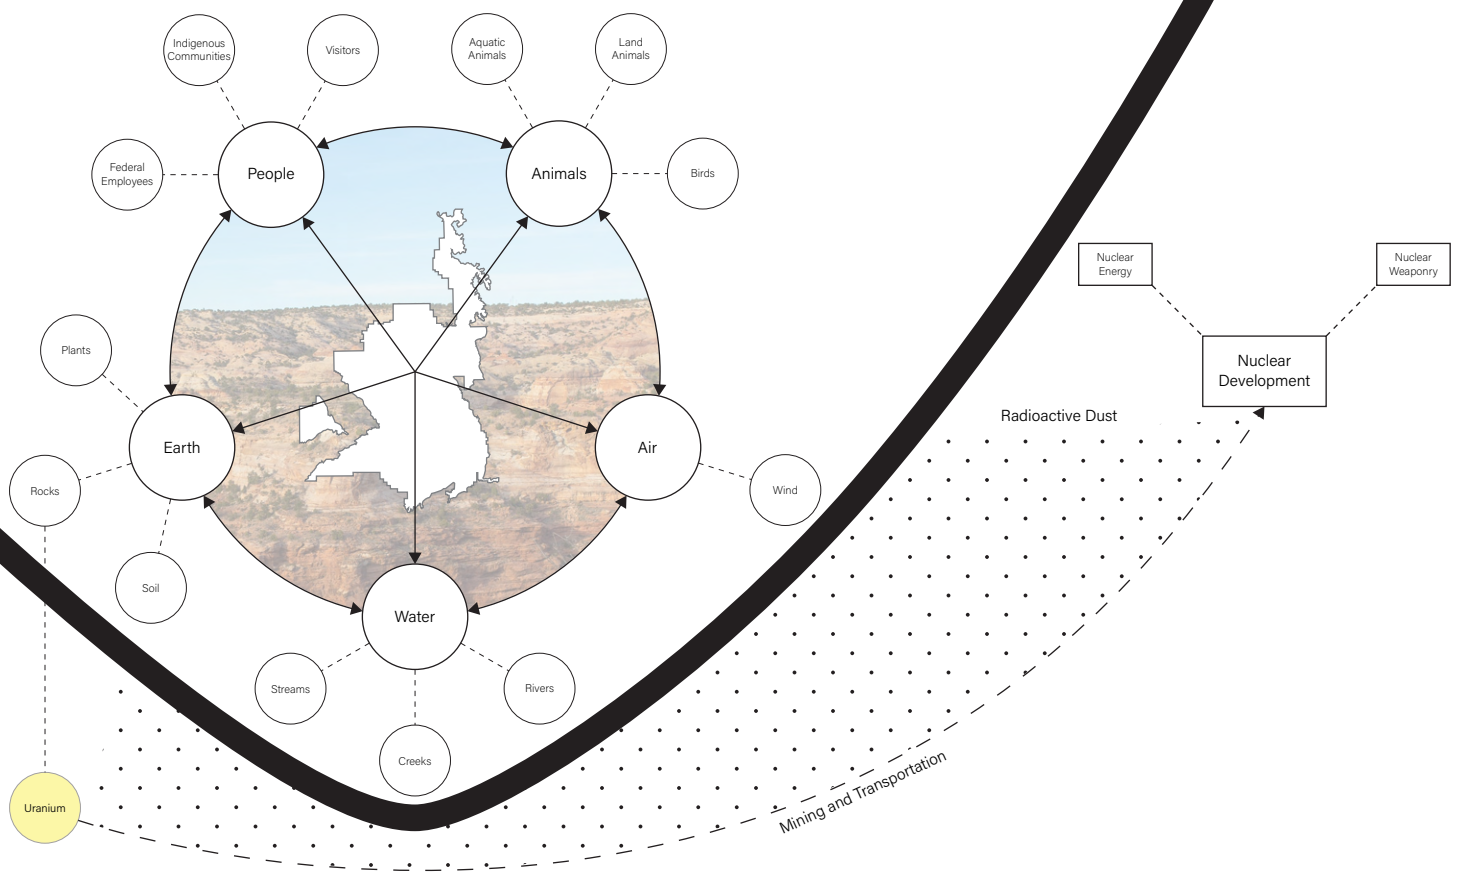 Indigenous
Communities
Visitors
Aquatic
Animals
Land
Animals
Federal
Employees
People
Animals
Birds
Nuclear
Energy
Nuclear
Weaponry
Plants
Nuclear
Development
Radioactive Dust
Earth
Air
Rocks
Wind
Soil
Water
Streams
Rivers
Creeks
Uranium
Mining and Transportation